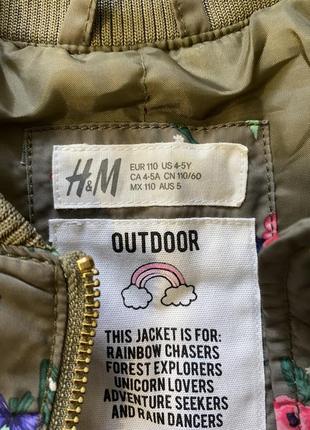 H&M
EUR 110 US 4-5Y
CA 4-5A CN 110/60
MX 110 AUS 5
OUTDOOR
THIS JACKET IS FOR:
RAINBOW CHASERS
FOREST EXPLORERS
UNICORN LOVERS
ADVENTURE SEEKERS
AND RAIN DANCERS